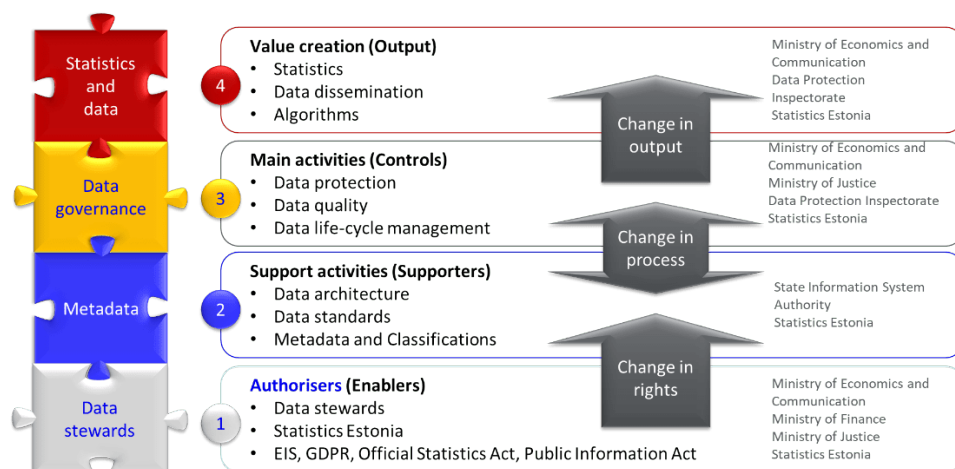 Statistics
and
data
4
Value creation (Output)
• Statistics
• Data dissemination
• Algorithms
Change in
output
Ministry of Economics and
Communication
Data Protection
Inspectorate
Statistics Estonia
Data
governance
3
Main activities (Controls)
• Data protection
• Data quality
• Data life-cycle management
Change in
process
Ministry of Economics and
Communication
Ministry of Justice
Data Protection Inspectorate
Statistics Estonia
Metadata
2
Support activities (Supporters)
• Data architecture
• Data standards
• Metadata and Classifications
State Information System
Authority
Statistics Estonia
Data
stewards
1
Authorisers (Enablers)
• Data stewards
• Statistics Estonia
• EIS, GDPR, Official Statistics Act, Public Information Act
Change in
rights
Ministry of Economics and
Communication
Ministry of Finance
Ministry of Justice
Statistics Estonia